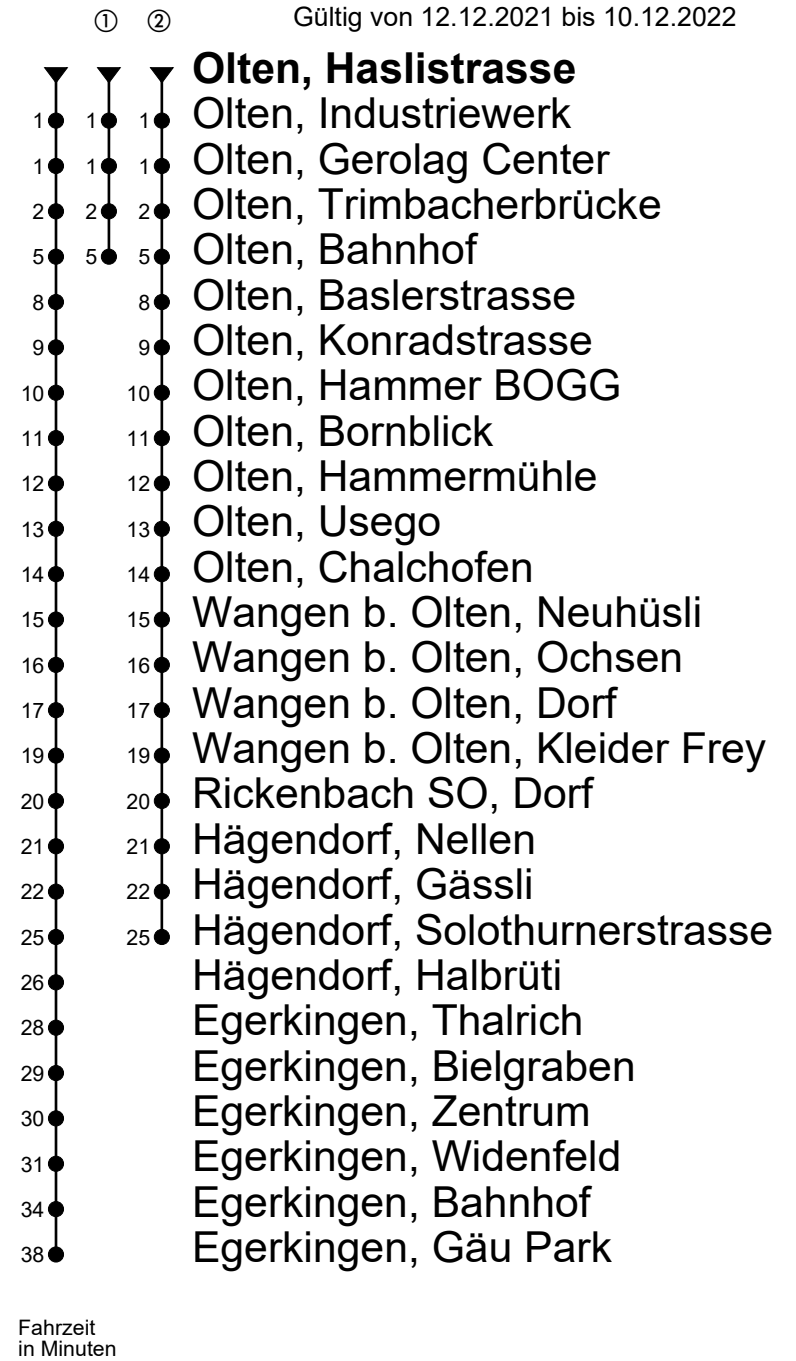 ① ② Gültig von 12.12.2021 bis 10.12.2022
Olten, Haslistrasse
1 1 1 Olten, Industriewerk
1 1 1 Olten, Gerolag Center
2 2 2 Olten, Trimbacherbrücke
5 5 5 Olten, Bahnhof
8 8 Olten, Baslerstrasse
9 9 Olten, Konradstrasse
10 10 Olten, Hammer BOGG
11 11 Olten, Bornblick
12 12 Olten, Hammermühle
13 13 Olten, Usego
14 14 Olten, Chalchofen
15 15 Wangen b. Olten, Neuhüsli
16 16 Wangen b. Olten, Ochsen
17 17 Wangen b. Olten, Dorf
19 19 Wangen b. Olten, Kleider Frey
20 20 Rickenbach SO, Dorf
21 21 Hägendorf, Nellen
22 22 Hägendorf, Gässli
25 25 Hägendorf, Solothurnerstrasse
26 Hägendorf, Halbrüti
28 Egerkingen, Thalrich
29 Egerkingen, Bielgraben
30 Egerkingen, Zentrum
31 Egerkingen, Widenfeld
34 Egerkingen, Bahnhof
38 Egerkingen, Gäu Park
Fahrzeit
in Minuten